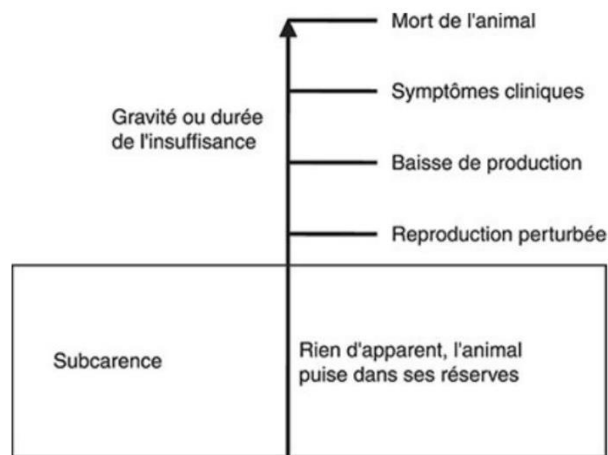 Mort de l'animal
Symptômes cliniques
Gravité ou durée
de l'insuffisance
Baisse de production
Reproduction perturbée
Subcarence
Rien d'apparent, l'animal
puise dans ses réserves